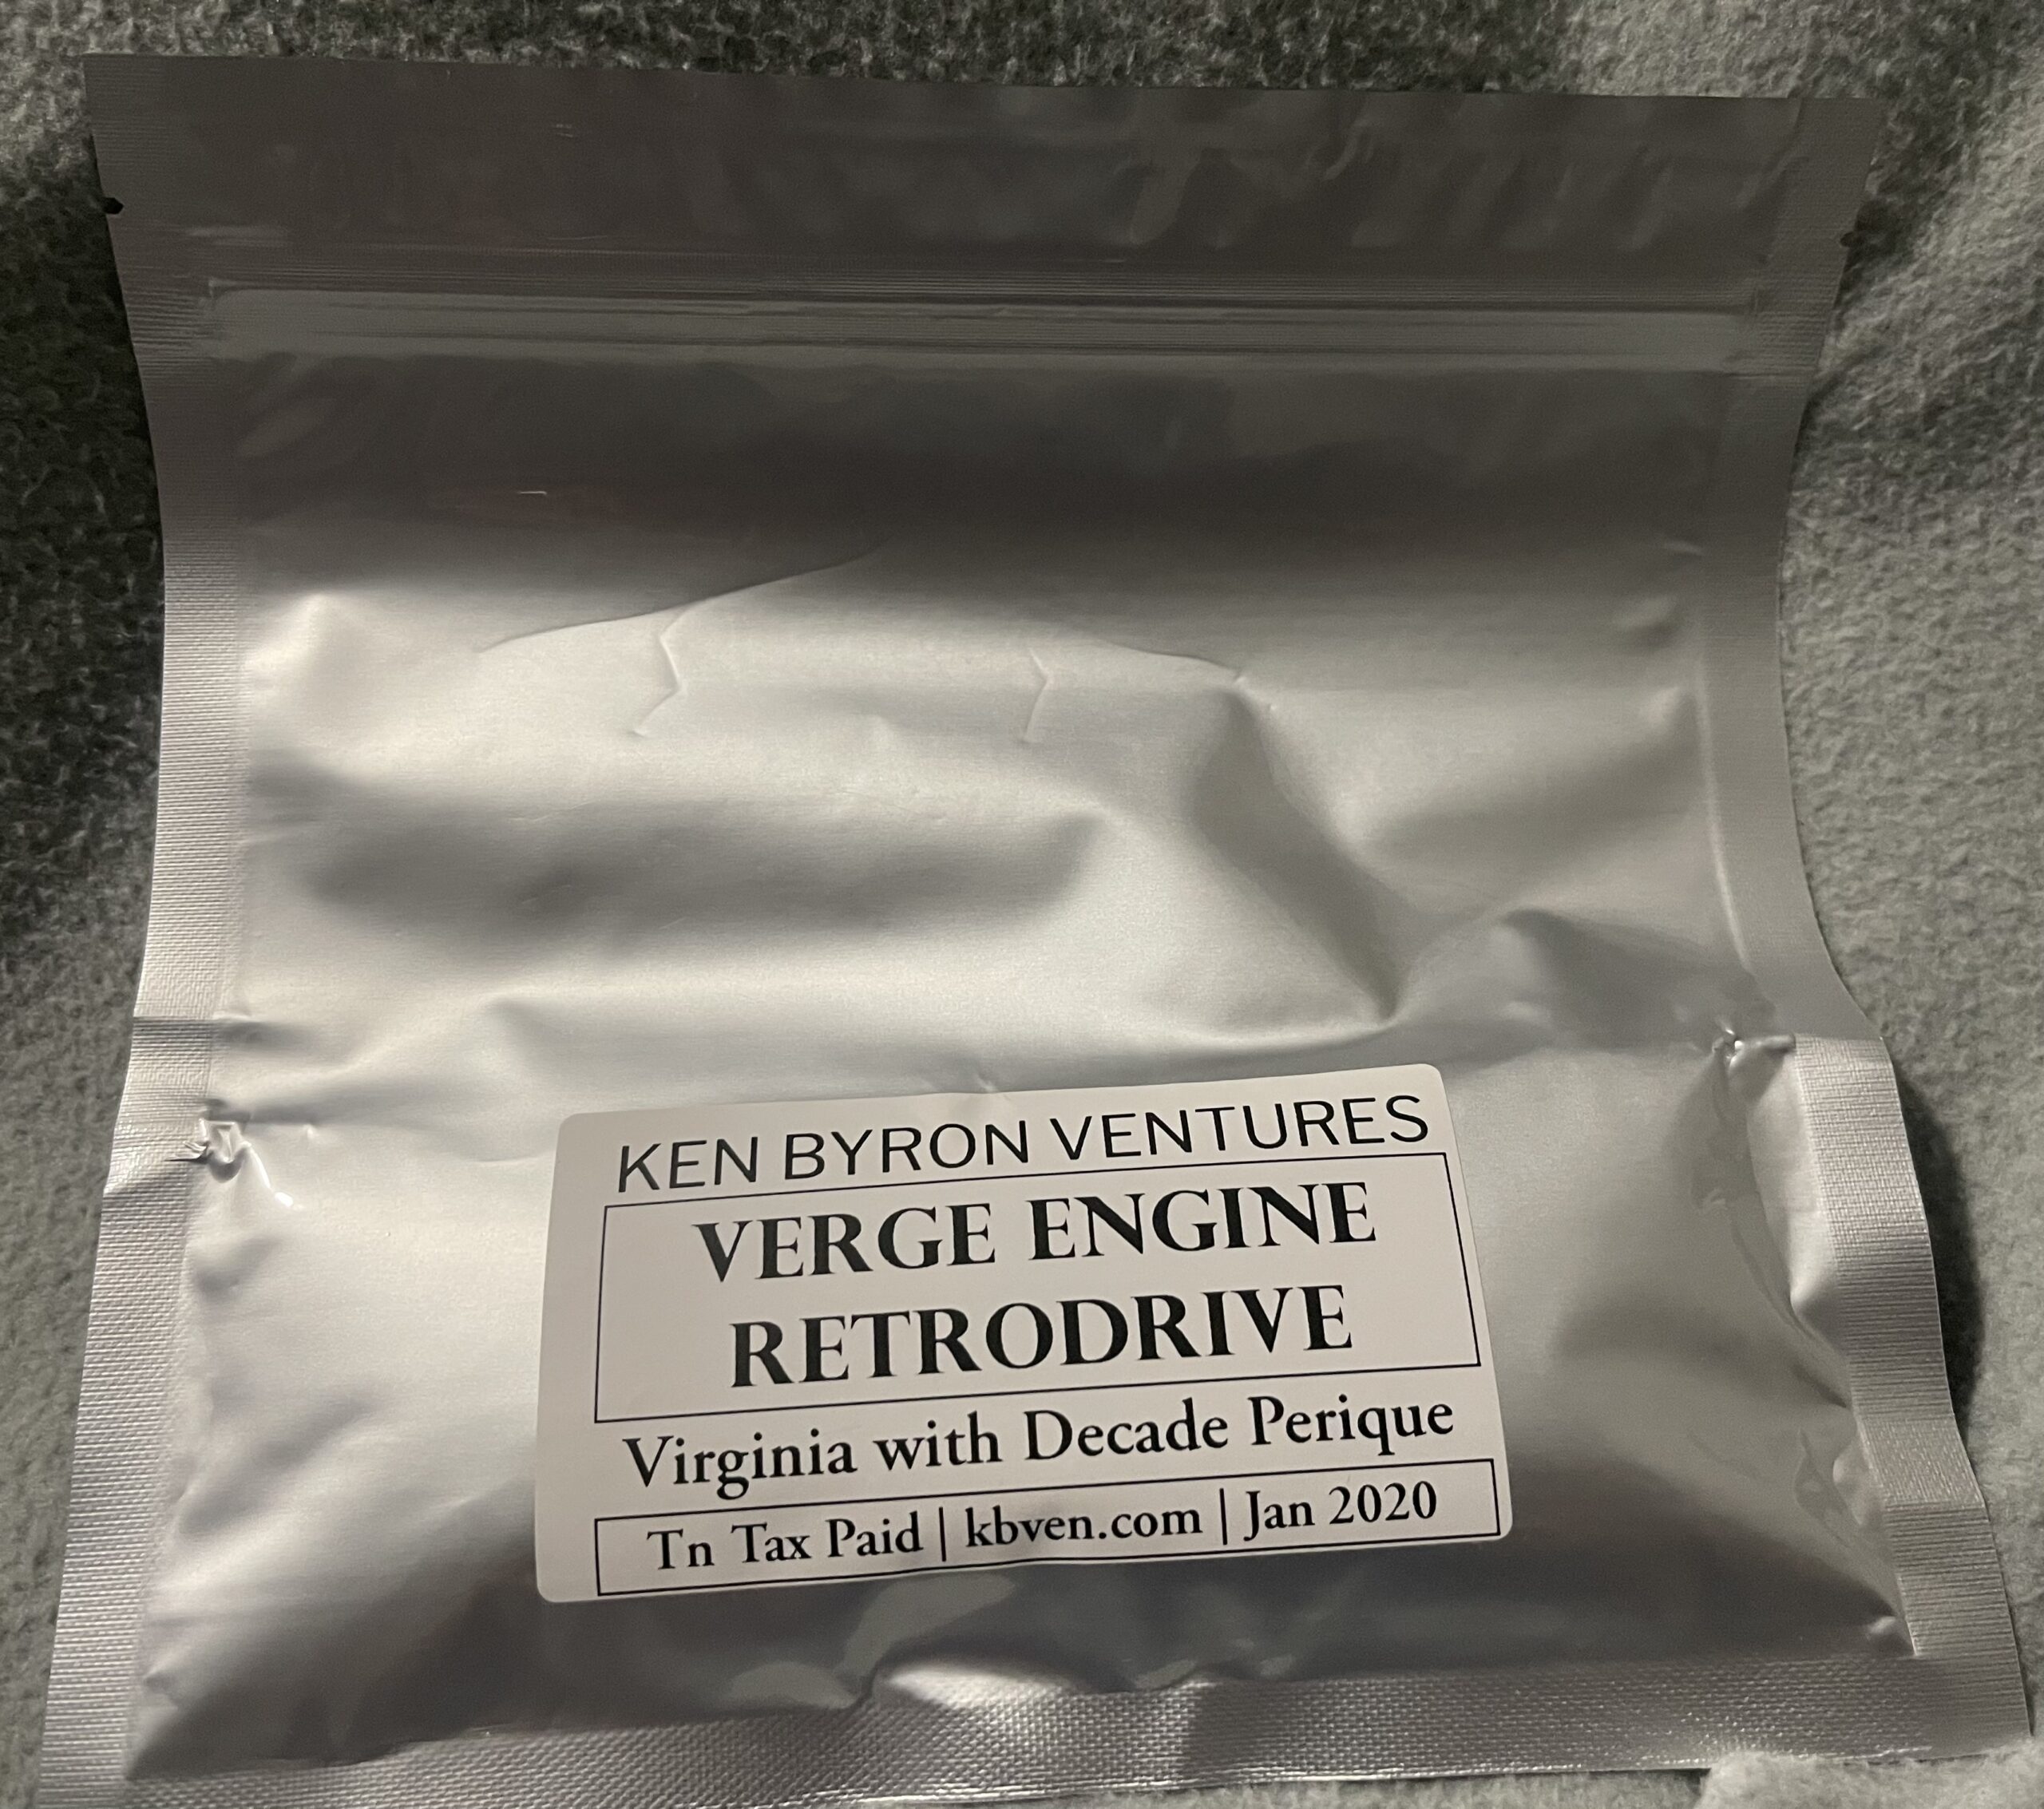 KEN BYRON VENTURES
VERGE ENGINE
RETRODRIVE
Virginia with Decade Perique
Tn Tax Paid | kbven.com | Jan 2020